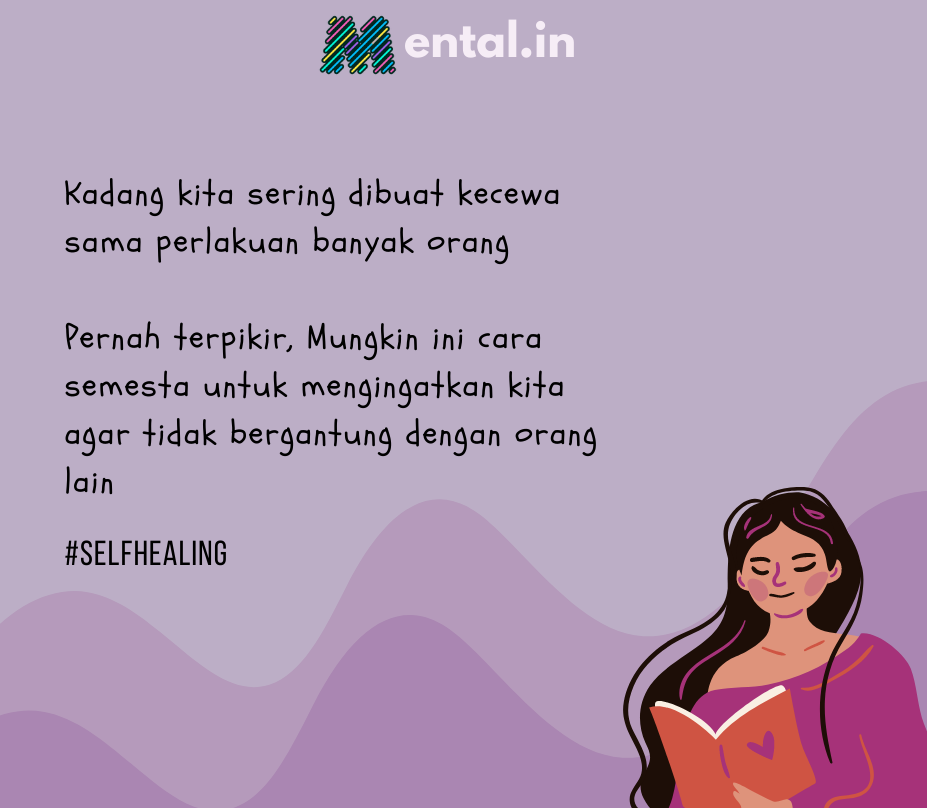 Mental.in
Kadang kita sering dibuat kecewa
sama perlakuan banyak orang
Pernah terpikir, Mungkin ini cara
semesta untuk mengingatkan kita
agar tidak bergantung dengan orang
lain
#SELFHEALING